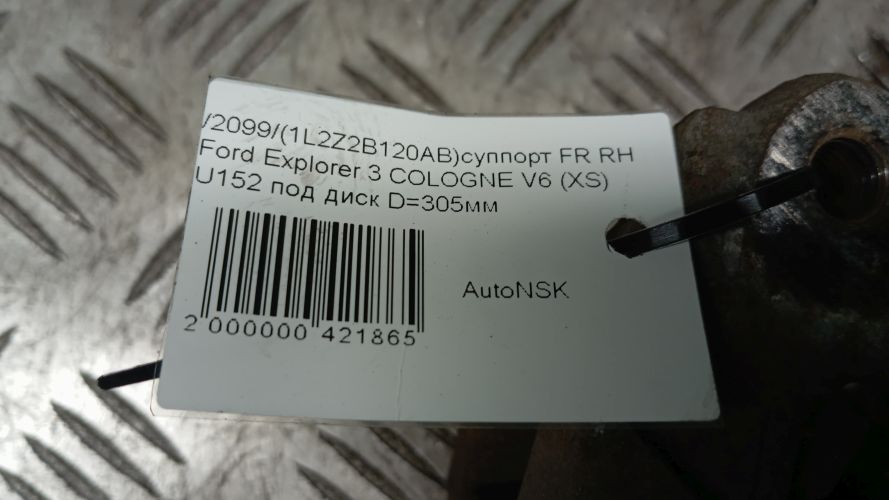 /2099/(1L2Z2B120AB)суппорт FR RH
Ford Explorer 3 COLOGNE V6 (XS)
U152 под диск D=305мм
AutoNSK
2 000000 421865